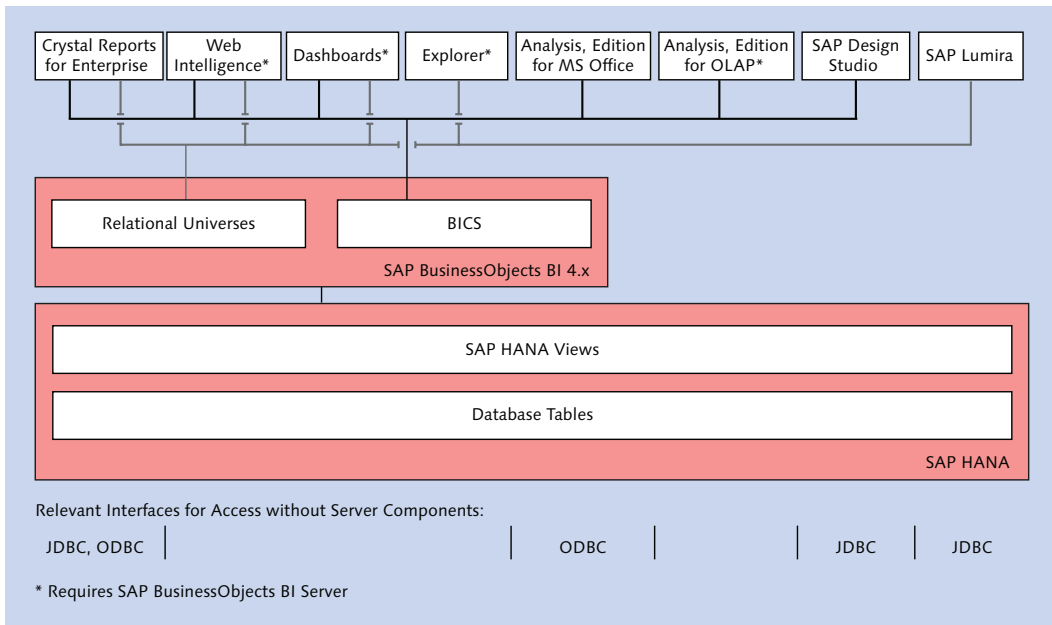 Crystal Reports
for Enterprise
Web
Intelligence*
Dashboards*
Explorer*
Analysis, Edition
for MS Office
Analysis, Edition
for OLAP*
SAP Design
Studio
SAP Lumira
Relational Universes
BICS
SAP BusinessObjects BI 4.x
SAP HANA Views
Database Tables
SAP HANA
Relevant Interfaces for Access without Server Components:
JDBC, ODBC
ODBC
JDBC
JDBC
* Requires SAP BusinessObjects BI Server